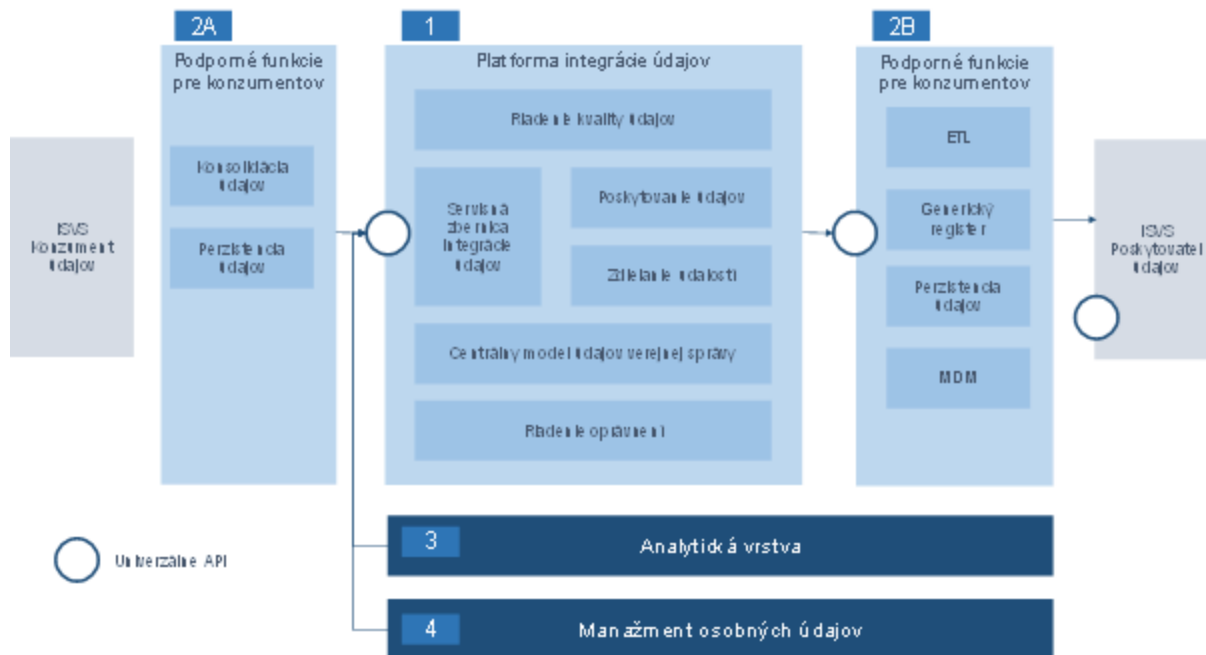 2A
Podporné funkcie
pre konzumentov
Konsolidácia
údajov
Perzistencia
údajov
ISVS
Konzument
údajov
1
Platforma integrácie údajov
Riadenie kvality údajov
Servisná
zbernica
integrácie
údajov
Poskytovanie údajov
Zdielanie udalostí
Centrálny model údajov verejnej správy
Riadenie oprávnení
2B
Podporné funkcie
pre konzumentov
ETL
Generický
register
Perzistencia
údajov
MDM
ISVS
Poskytovateľ
údajov
3
Analytická vrstva
4
Manažment osobných údajov
Univerzálne API